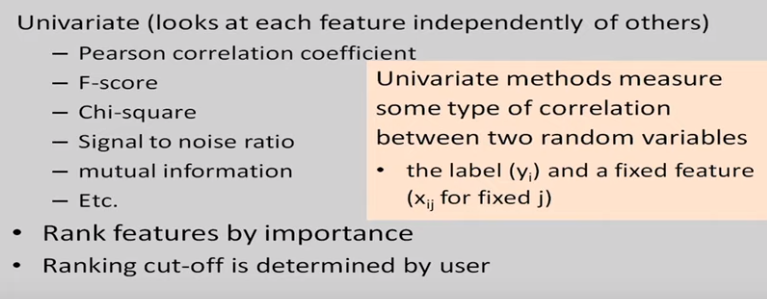 Univariate (looks at each feature independently of others)
– Pearson correlation coefficient
– F-score
– Chi-square
– Signal to noise ratio
– mutual information
– Etc.
Univariate methods measure
some type of correlation
between two random variables
• the label (yᵢ) and a fixed feature
(xᵢⱼ for fixed j)
• Rank features by importance
• Ranking cut-off is determined by user